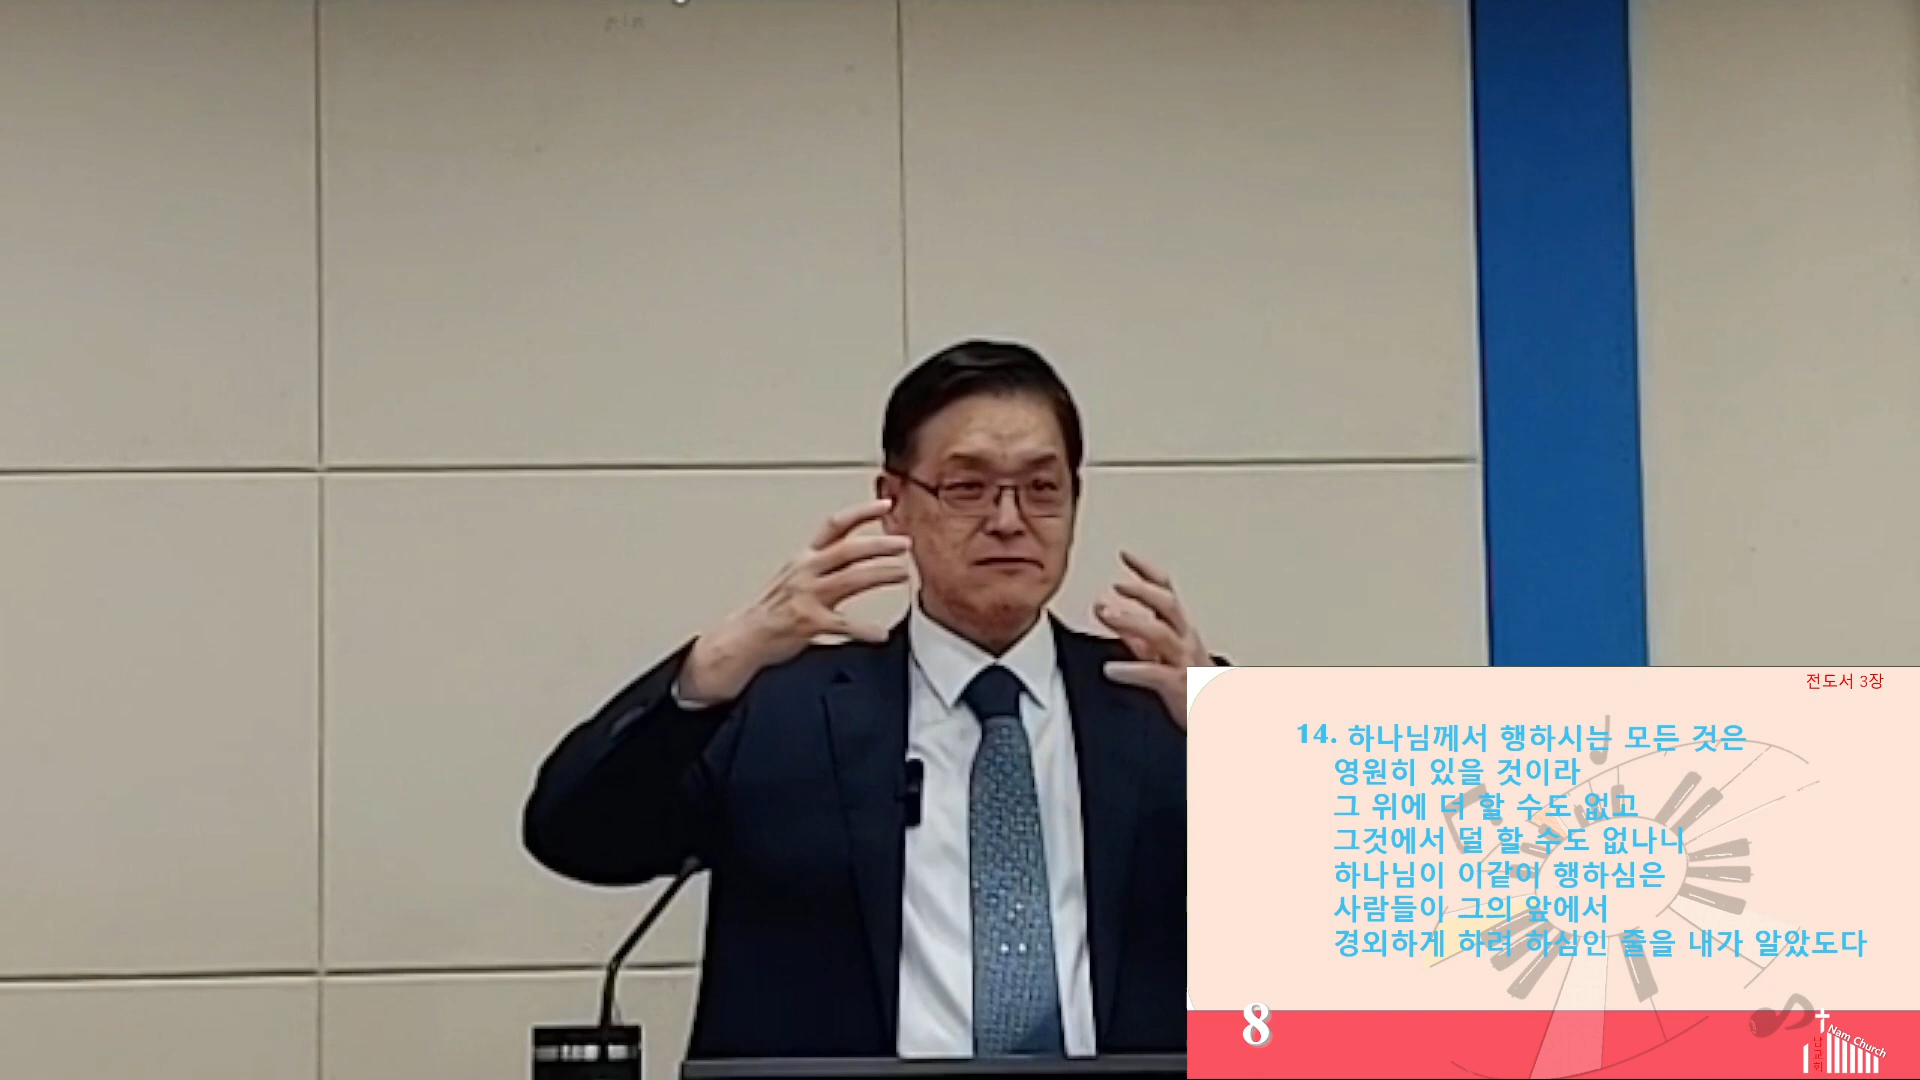 전도서 3장
14. 하나님께서 행하시는 모든 것은
영원히 있을 것이라
그 위에 더 할 수도 없고
그것에서 덜 할 수도 없나니
하나님이 이같이 행하심은
사람들이 그의 앞에서
경외하게 하려 하심인 줄을 내가 알았도다
8
Nam Church